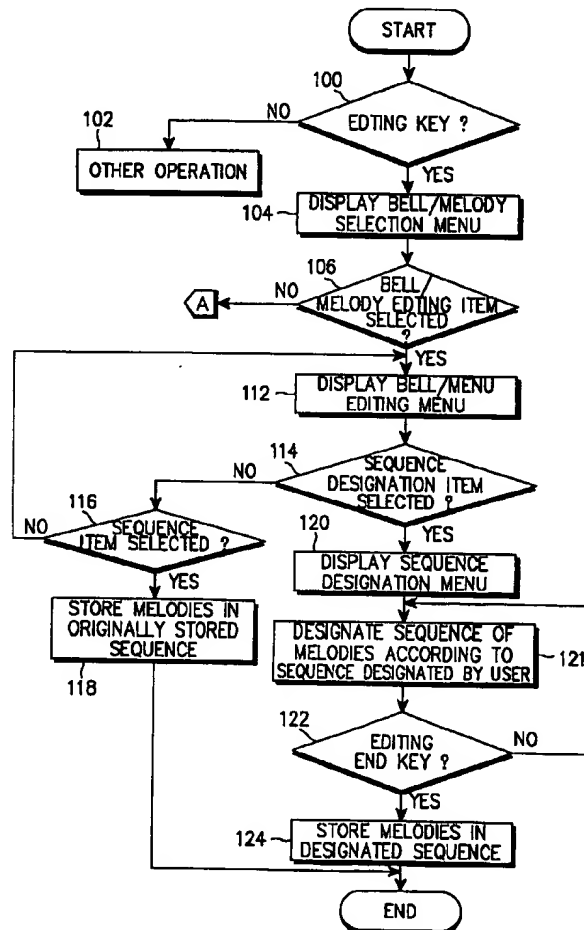 START
100
EDTING KEY ?
NO
YES
102
OTHER OPERATION
104
DISPLAY BELL/MELODY
SELECTION MENU
106
BELL/
MELODY EDTING ITEM
SELECTED
?
NO
A
YES
112
DISPLAY BELL/MENU
EDITING MENU
114
SEQUENCE
DESIGNATION ITEM
SELECTED ?
NO
YES
116
SEQUENCE
ITEM SELECTED ?
NO
YES
120
DISPLAY SEQUENCE
DESIGNATION MENU
STORE MELODIES IN
ORIGINALLY STORED
SEQUENCE
118
DESIGNATE SEQUENCE OF
MELODIES ACCORDING TO
SEQUENCE DESIGNATED BY USER
121
122
EDITING
END KEY ?
NO
YES
124
STORE MELODIES IN
DESIGNATED SEQUENCE
END